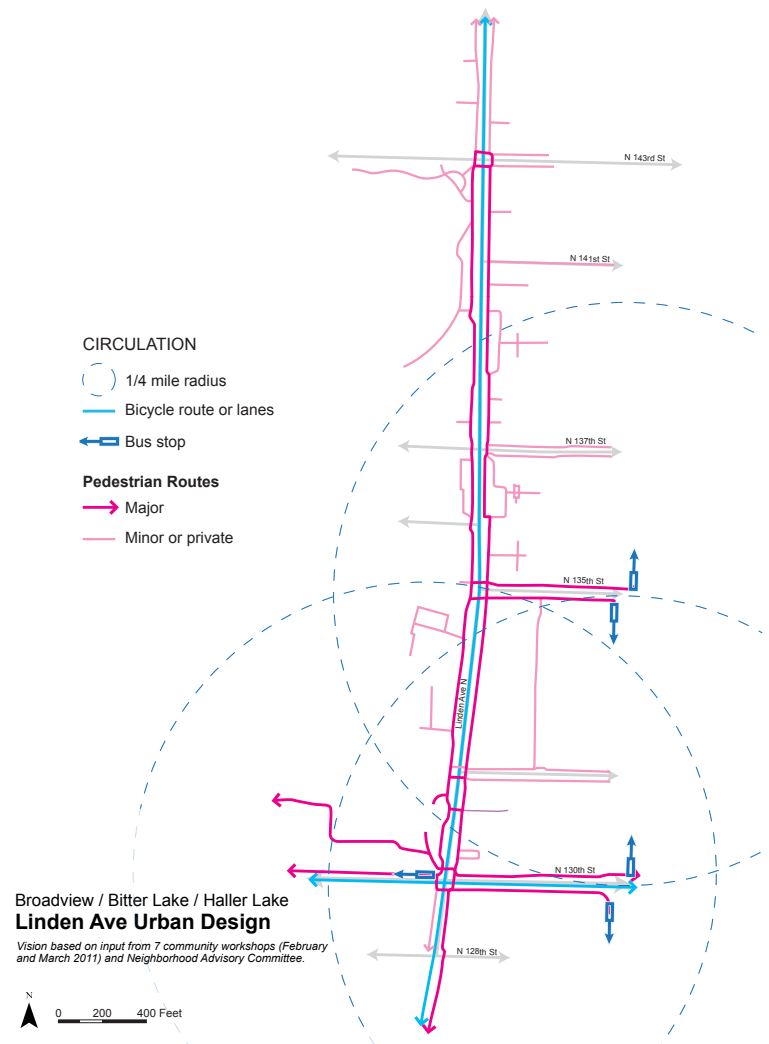 N 143rd St
N 141st St
CIRCULATION
1/4 mile radius
Bicycle route or lanes
Bus stop
N 137th St
Pedestrian Routes
Major
Minor or private
N 135th St
Linden Ave N
N 130th St
Broadview / Bitter Lake / Haller Lake
Linden Ave Urban Design
Vision based on input from 7 community workshops (February
and March 2011) and Neighborhood Advisory Committee.
N 128th St
N
0 200 400 Feet